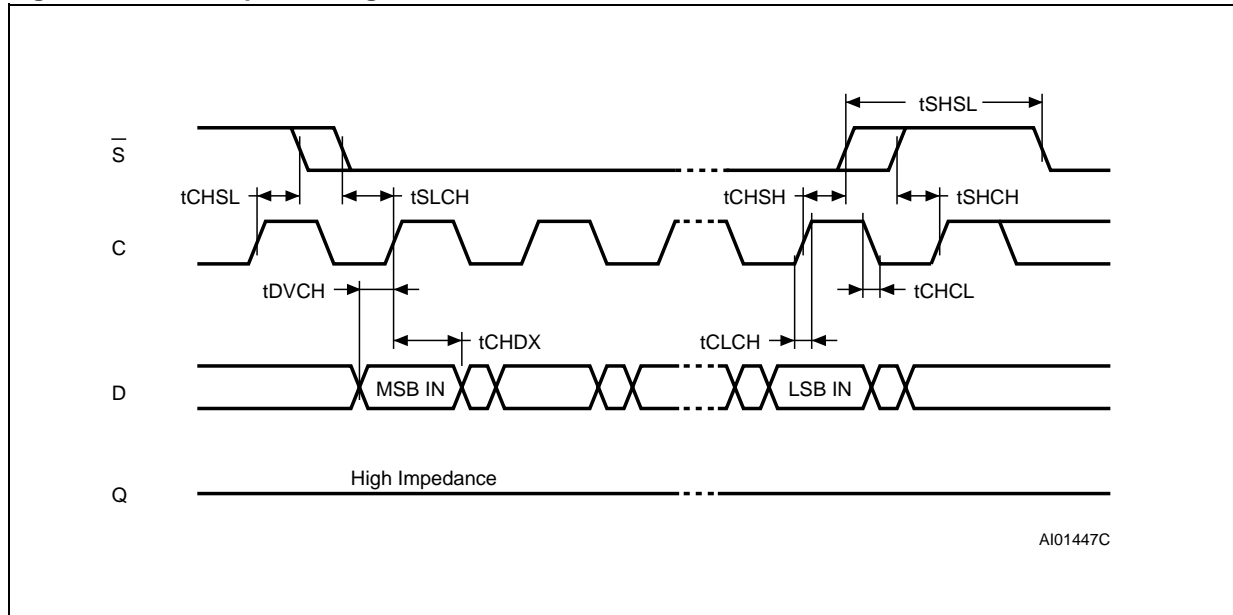 tSHSL
S
tCHSL
tSLCH
tCHSH
tSHCH
C
tDVCH
tCHCL
tCHDX
tCLCH
D
MSB IN
LSB IN
High Impedance
Q
AI01447C